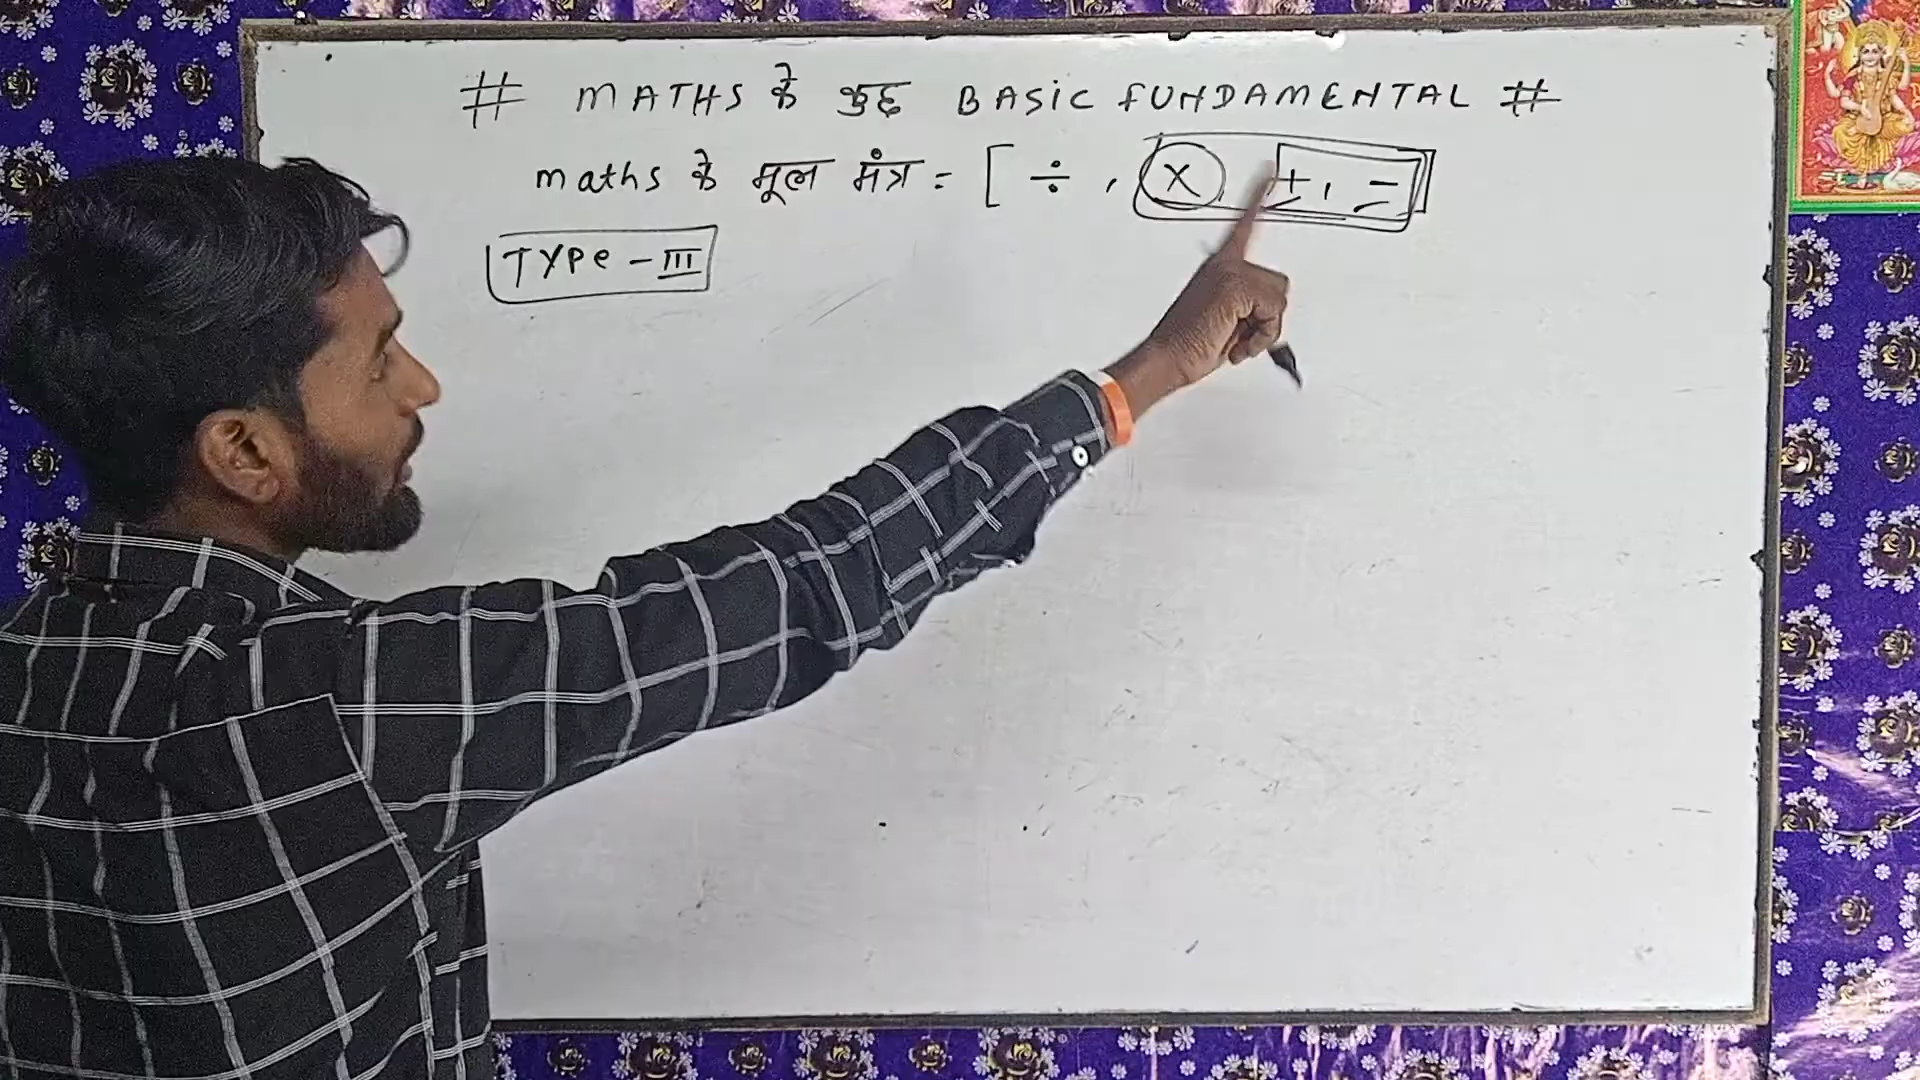 # MATHS के कुछ BASIC FUNDAMENTAL #
maths के मूल मंत्र = [ ÷ , × , + , - ]
TYPE - III